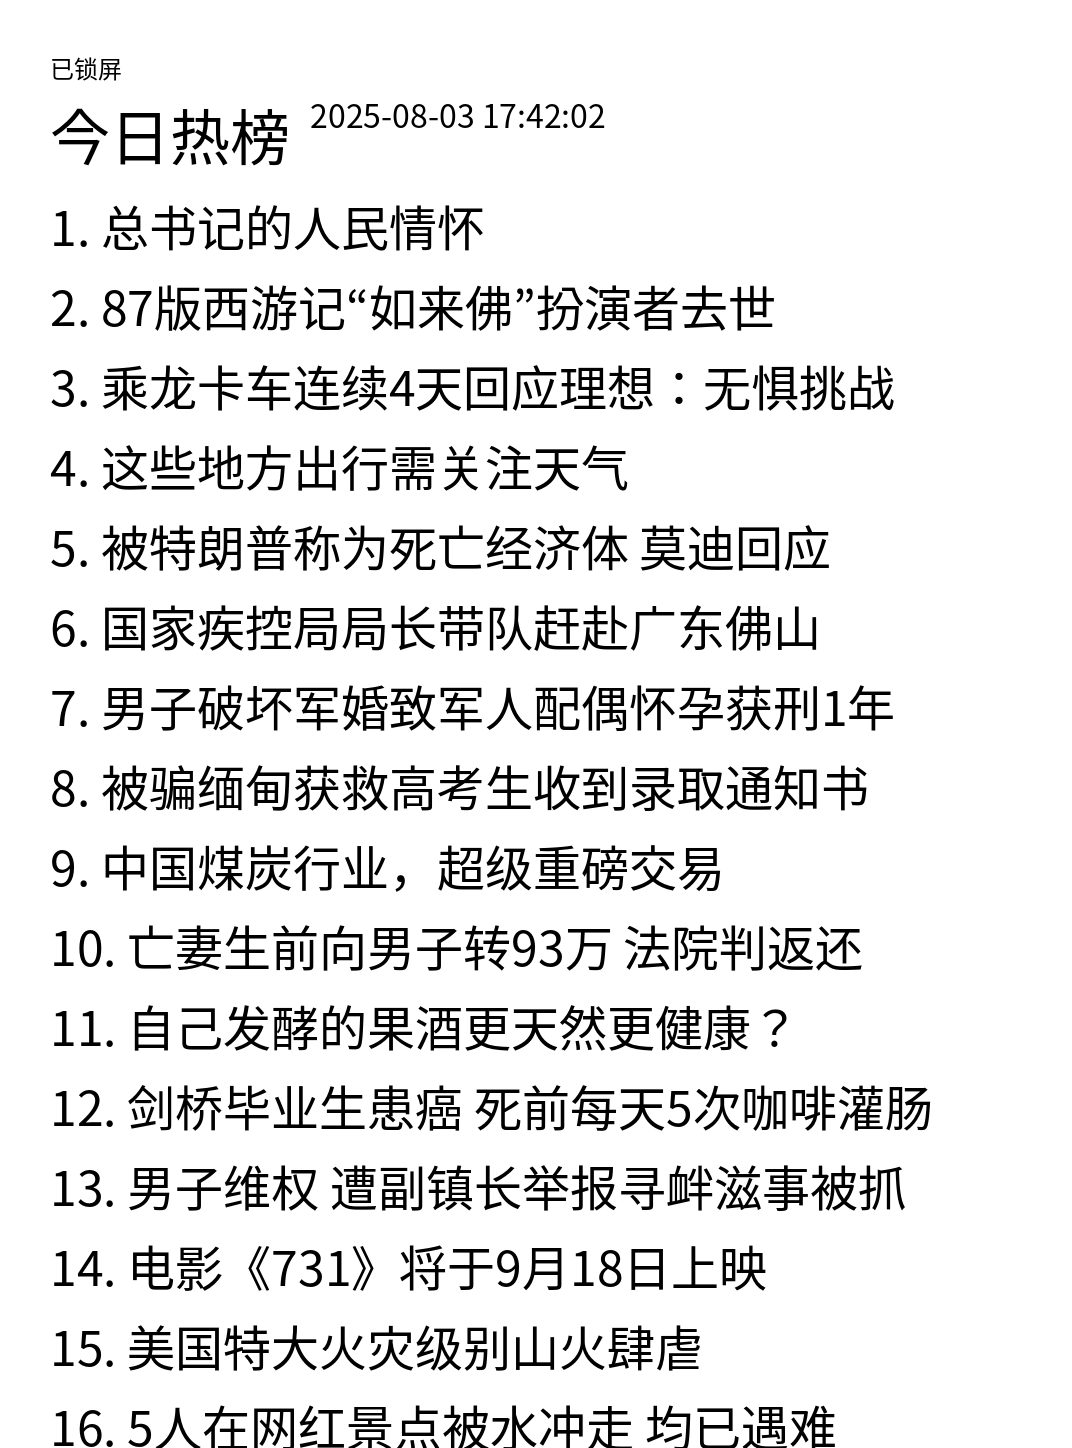 已锁屏
今日热榜 2025-08-03 17:42:02
1. 总书记的人民情怀
2. 87版西游记“如来佛”扮演者去世
3. 乘龙卡车连续4天回应理想：无惧挑战
4. 这些地方出行需关注天气
5. 被特朗普称为死亡经济体 莫迪回应
6. 国家疾控局局长带队赶赴广东佛山
7. 男子破坏军婚致军人配偶怀孕获刑1年
8. 被骗缅甸获救高考生收到录取通知书
9. 中国煤炭行业，超级重磅交易
10. 亡妻生前向男子转93万 法院判返还
11. 自己发酵的果酒更天然更健康？
12. 剑桥毕业生患癌 死前每天5次咖啡灌肠
13. 男子维权 遭副镇长举报寻衅滋事被抓
14. 电影《731》将于9月18日上映
15. 美国特大火灾级别山火肆虐
16. 5人在网红景点被水冲走 均已遇难